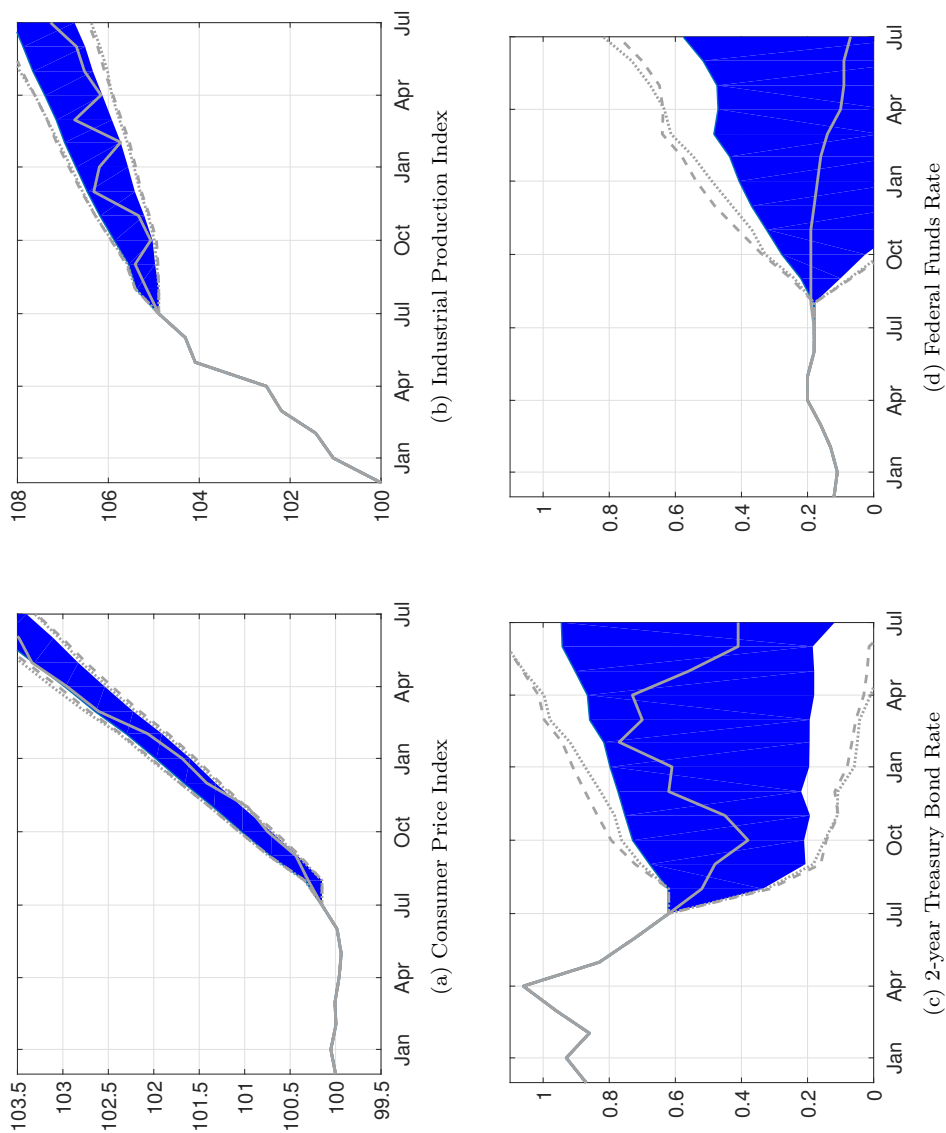 103.5
103
102.5
102
101.5
101
100.5
100
99.5
Jan
Apr
Jul
Oct
Jan
Apr
Jul
(a) Consumer Price Index
108
106
104
102
100
Jan
Apr
Jul
Oct
Jan
Apr
Jul
(b) Industrial Production Index
1
0.8
0.6
0.4
0.2
0
Jan
Apr
Jul
Oct
Jan
Apr
Jul
(c) 2-year Treasury Bond Rate
1
0.8
0.6
0.4
0.2
0
Jan
Apr
Jul
Oct
Jan
Apr
Jul
(d) Federal Funds Rate